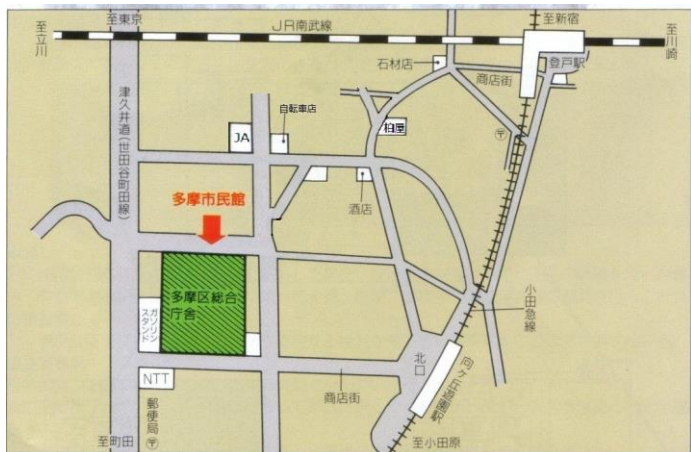 至東京
JR南武線
至新宿
至立川
至川崎
石材店
登戸駅
商店街
自転車店
津久井道(世田谷町田線)
JA
柏屋
〒
多摩市民館
酒店
多摩区総合
庁舎
ガソリン
スタンド
小田急線
北口
向ヶ丘遊園駅
NTT
商店街
郵便局
〒
至町田
至小田原